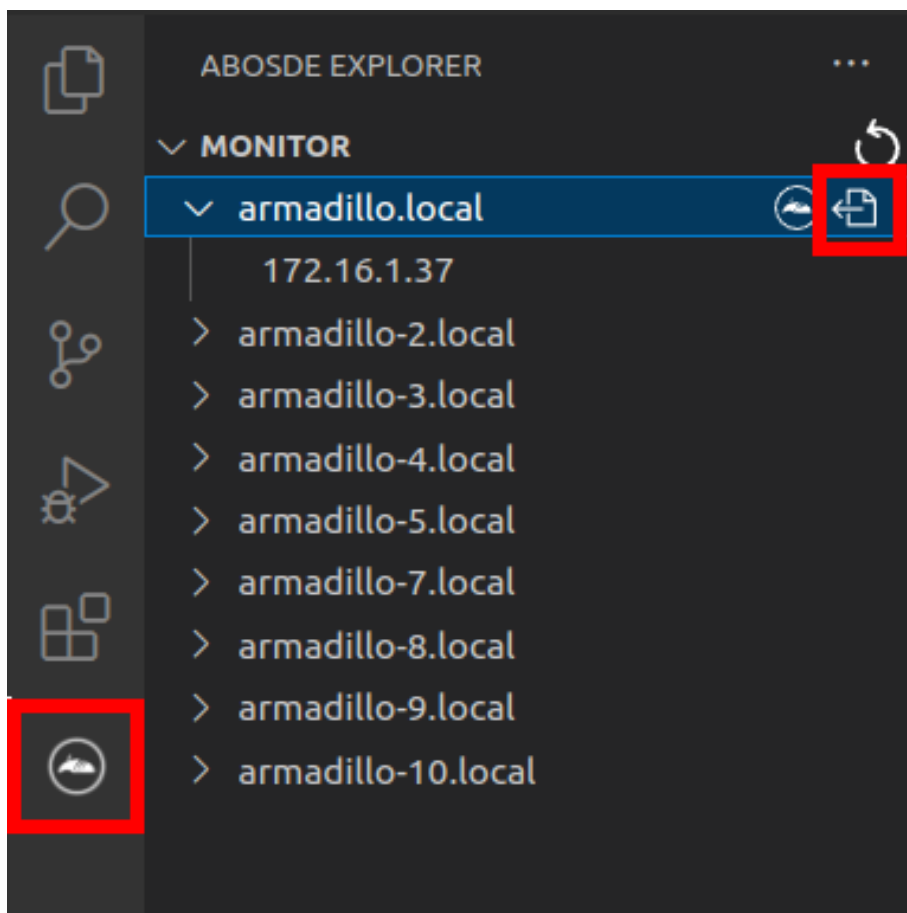 ABOSDE EXPLORER
MONITOR
armadillo.local
172.16.1.37
armadillo-2.local
armadillo-3.local
armadillo-4.local
armadillo-5.local
armadillo-7.local
armadillo-8.local
armadillo-9.local
armadillo-10.local